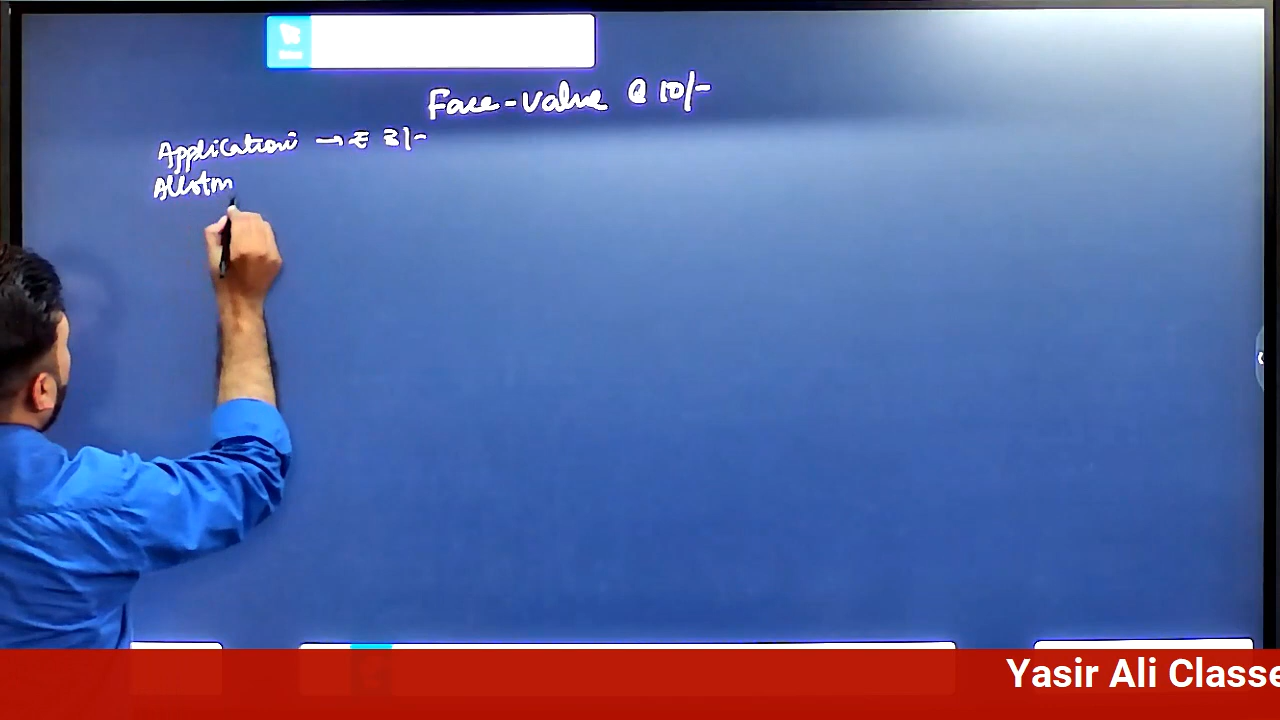 Face-value @ 10/-
Application → ₹ 3/-
Allotm
Yasir Ali Classe